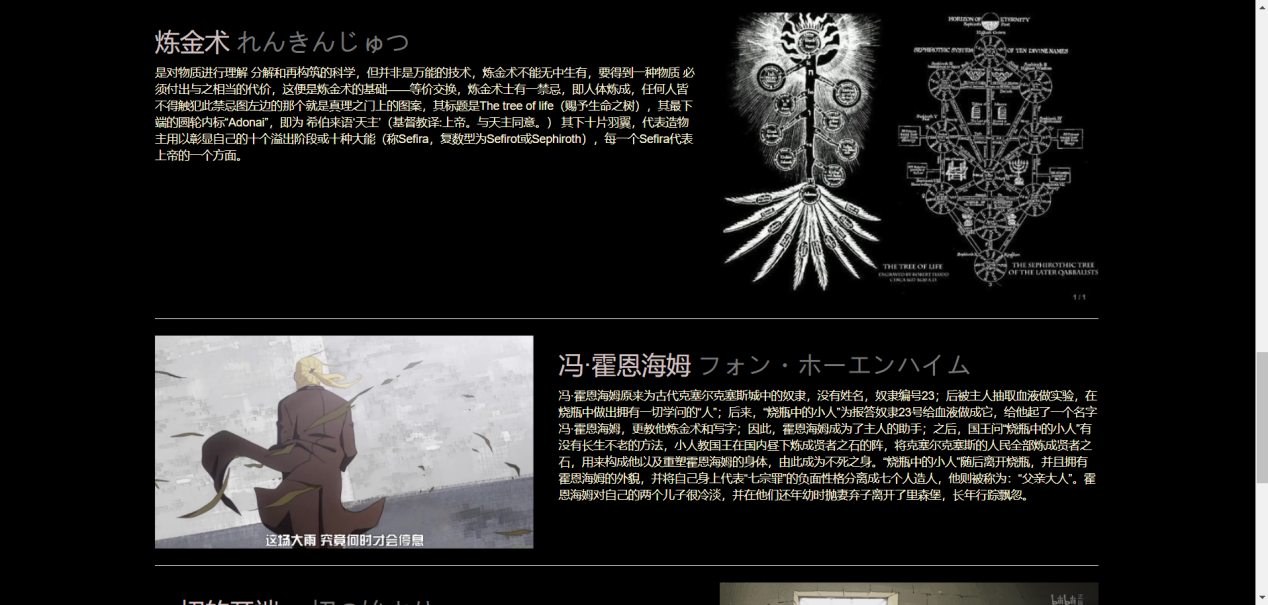 炼金术 れんきんじゅつ
是对物质进行理解 分解和再构筑的科学，但并非是万能的技术，炼金术不能无中生有，要得到一种物质 必
须付出与之相当的代价，这便是炼金术的基础——等价交换，炼金术士有一禁忌，即人体炼成，任何人皆
不得触犯此禁忌图左边的那个就是真理之门上的图案，其标题是The tree of life（赐予生命之树），其最下
端的圆轮内标“Adonai”，即为 希伯来语‘天主’（基督教译:上帝。与天主同意。） 其下十片羽翼，代表造物
主用以彰显自己的十个溢出阶段或十种大能（称Sefira，复数型为Sefirot或Sephiroth），每一个Sefira代表
上帝的一个方面。
HORIZON OF ETERNITY
SEPHIROTHIC SYSTEM OF TEN DIVINE NAMES
THE TREE OF LIFE
THE SEPHIROTHIC TREE
OF THE LATER QABBALISTS
1 / 1
冯·霍恩海姆 フォン・ホーエンハイム
冯·霍恩海姆原来为古代克塞尔克塞斯城中的奴隶，没有姓名，奴隶编号23；后被主人抽取血液做实验，在
烧瓶中做出拥有一切学问的“人”；后来，“烧瓶中的小人”为报答奴隶23号给血液做成它，给他起了一个名字
冯·霍恩海姆，更教他炼金术和写字；因此，霍恩海姆成为了主人的助手；之后，国王问“烧瓶中的小人”有
没有长生不老的方法，小人教国王在国内昼下炼成贤者之石的阵，将克塞尔克塞斯的人民全部炼成贤者之
石，用来构成他以及重塑霍恩海姆的身体，由此成为不死之身。“烧瓶中的小人”随后离开烧瓶，并且拥有
霍恩海姆的外貌，并将自己身上代表“七宗罪”的负面性格分离成七个人造人，他则被称为：“父亲大人”。霍
恩海姆对自己的两个儿子很冷淡，并在他们还年幼时抛妻弃子离开了里森堡，长年行踪飘忽。
这场大雨 究竟何时才会停息
bilibili